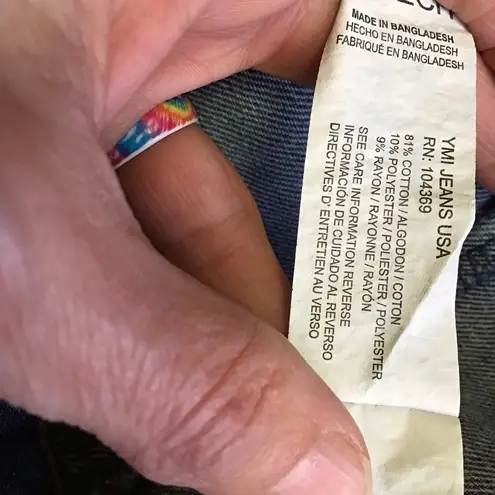 MADE IN BANGLADESH
HECHO EN BANGLADESH
FABRIQUÉ EN BANGLADESH
YMI JEANS USA
RN: 104369
81% COTTON / ALGODON / COTON
10% POLYESTER / POLIESTER / POLYESTER
9% RAYON / RAYONNE / RAYÓN
SEE CARE INFORMATION REVERSE
INFORMACIÓN DE CUIDADO AL REVERSO
DIRECTIVES D' ENTRETIEN AU VERSO